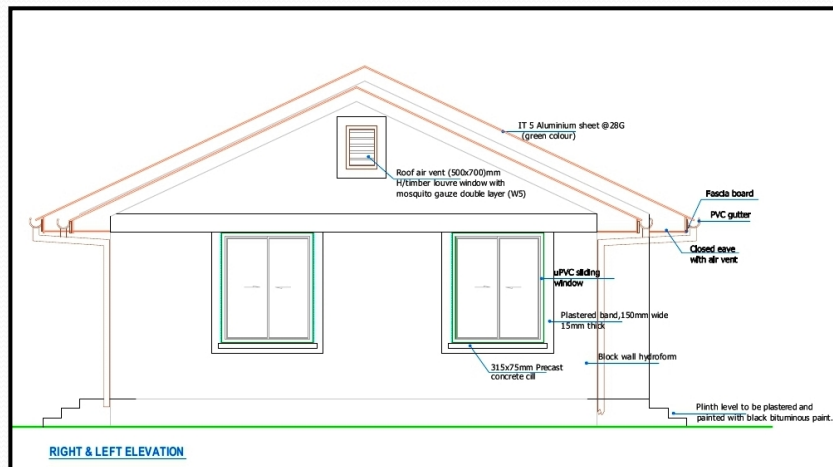 IT 5 Aluminium sheet @28G
(green colour)
Roof air vent (500x700)mm
H/timber louvre window with
mosquito gauze double layer (W5)
Fascia board
PVC gutter
Closed eave
with air vent
uPVC sliding
window
Plastered band,150mm wide
15mm thick
Block wall hydroform
315x75mm Precast
concrete cill
Plinth level to be plastered and
painted with black bituminous paint.
RIGHT & LEFT ELEVATION